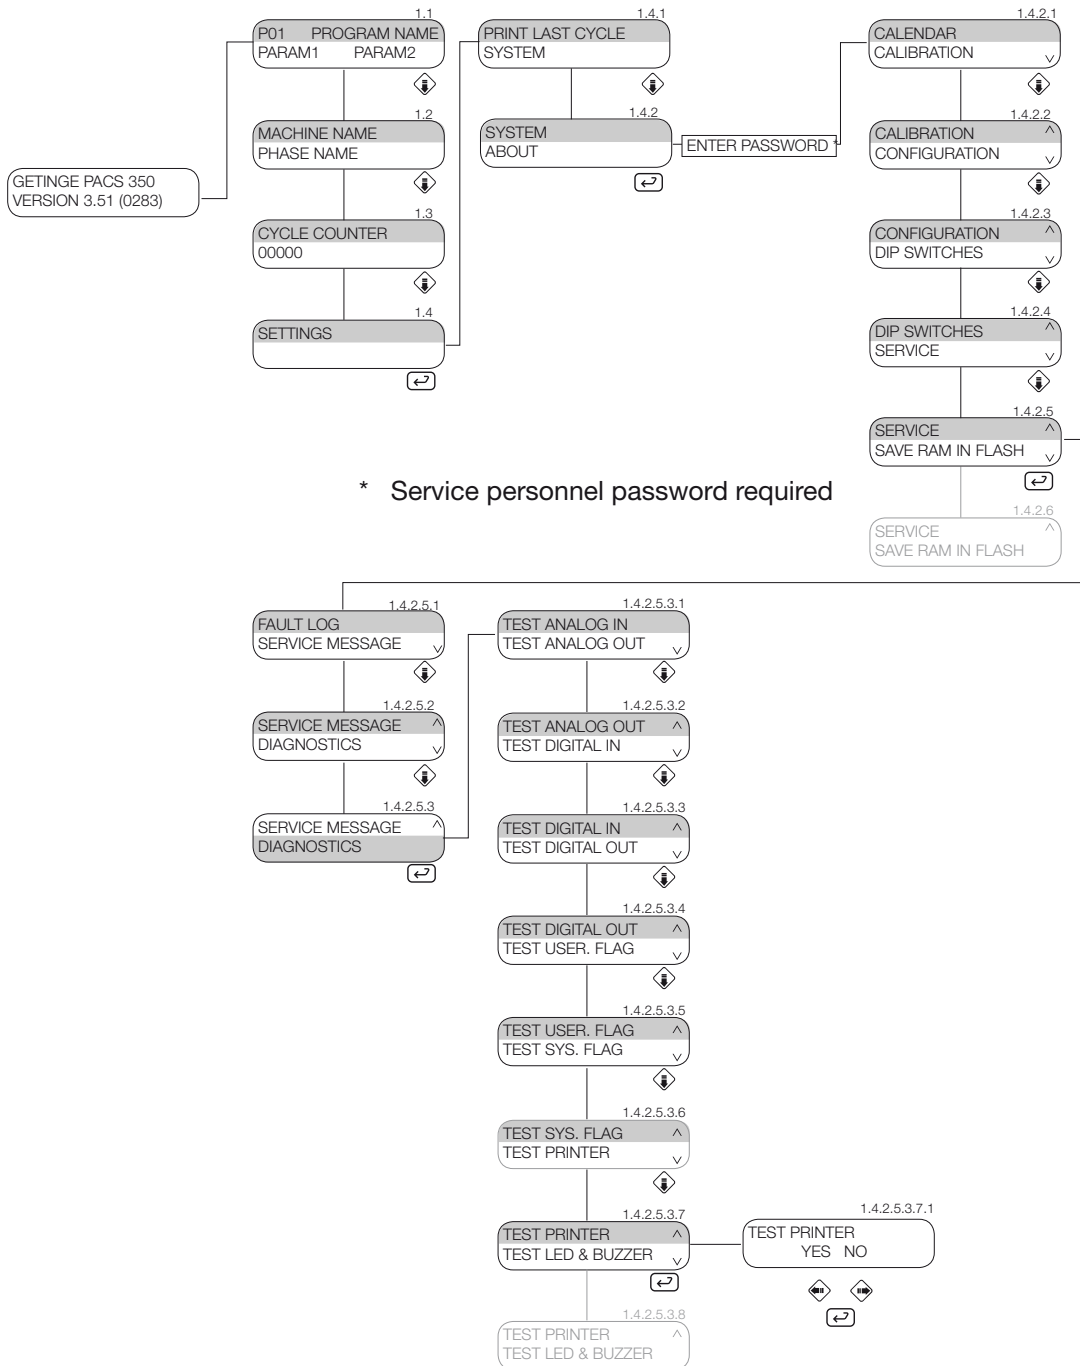 GETINGE PACS 350
VERSION 3.51 (0283)
1.1
P01 PROGRAM NAME
PARAM1 PARAM2
1.2
MACHINE NAME
PHASE NAME
1.3
CYCLE COUNTER
00000
1.4
SETTINGS
1.4.1
PRINT LAST CYCLE
SYSTEM
1.4.2
SYSTEM
ABOUT
ENTER PASSWORD *
1.4.2.1
CALENDAR
CALIBRATION
1.4.2.2
CALIBRATION
CONFIGURATION
1.4.2.3
CONFIGURATION
DIP SWITCHES
1.4.2.4
DIP SWITCHES
SERVICE
1.4.2.5
SERVICE
SAVE RAM IN FLASH
1.4.2.6
SERVICE
SAVE RAM IN FLASH
* Service personnel password required
1.4.2.5.1
FAULT LOG
SERVICE MESSAGE
1.4.2.5.2
SERVICE MESSAGE
DIAGNOSTICS
1.4.2.5.3
SERVICE MESSAGE
DIAGNOSTICS
1.4.2.5.3.1
TEST ANALOG IN
TEST ANALOG OUT
1.4.2.5.3.2
TEST ANALOG OUT
TEST DIGITAL IN
1.4.2.5.3.3
TEST DIGITAL IN
TEST DIGITAL OUT
1.4.2.5.3.4
TEST DIGITAL OUT
TEST USER. FLAG
1.4.2.5.3.5
TEST USER. FLAG
TEST SYS. FLAG
1.4.2.5.3.6
TEST SYS. FLAG
TEST PRINTER
1.4.2.5.3.7
TEST PRINTER
TEST LED & BUZZER
1.4.2.5.3.7.1
TEST PRINTER
YES NO
1.4.2.5.3.8
TEST PRINTER
TEST LED & BUZZER